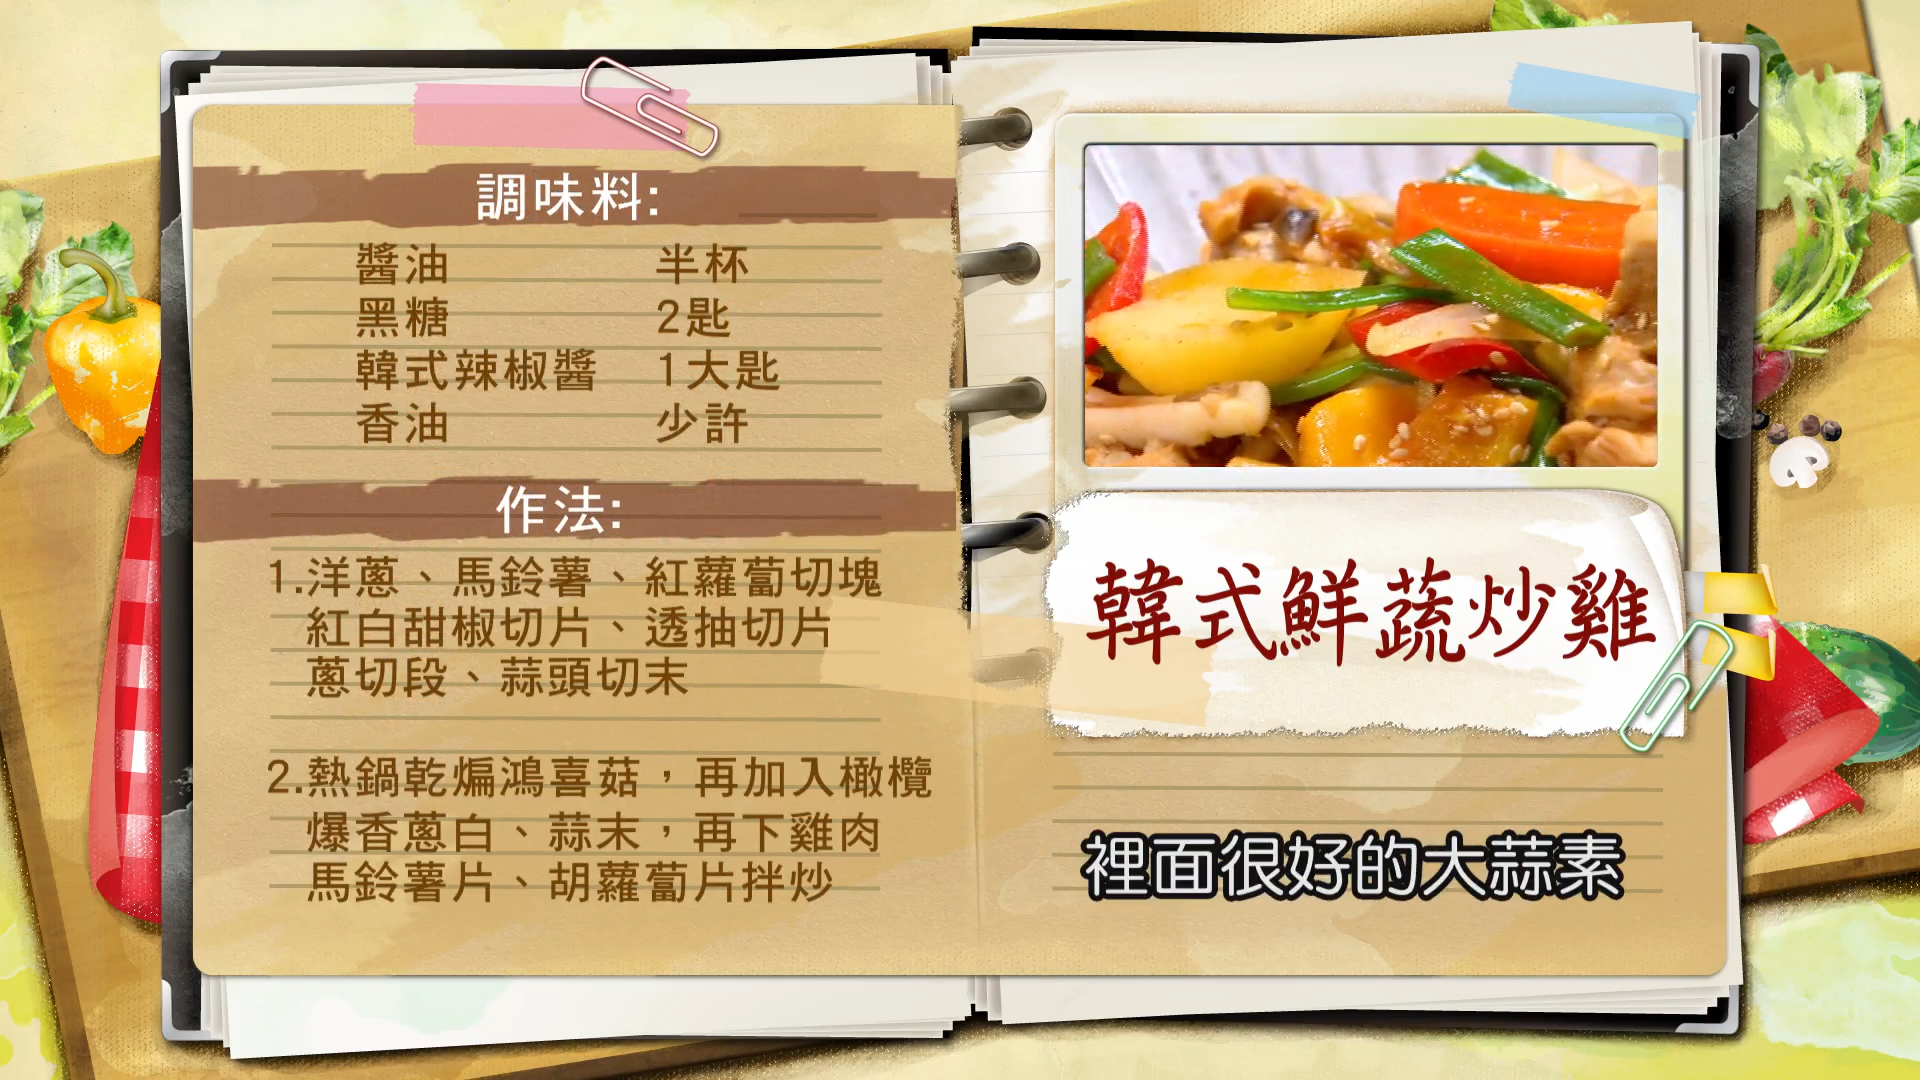 調味料:
醬油 半杯
黑糖 2匙
韓式辣椒醬 1大匙
香油 少許
作法:
1.洋蔥、馬鈴薯、紅蘿蔔切塊
紅白甜椒切片、透抽切片
蔥切段、蒜頭切末
2.熱鍋乾煸鴻喜菇，再加入橄欖
爆香蔥白、蒜末，再下雞肉
馬鈴薯片、胡蘿蔔片拌炒
韓式鮮蔬炒雞
裡面很好的大蒜素